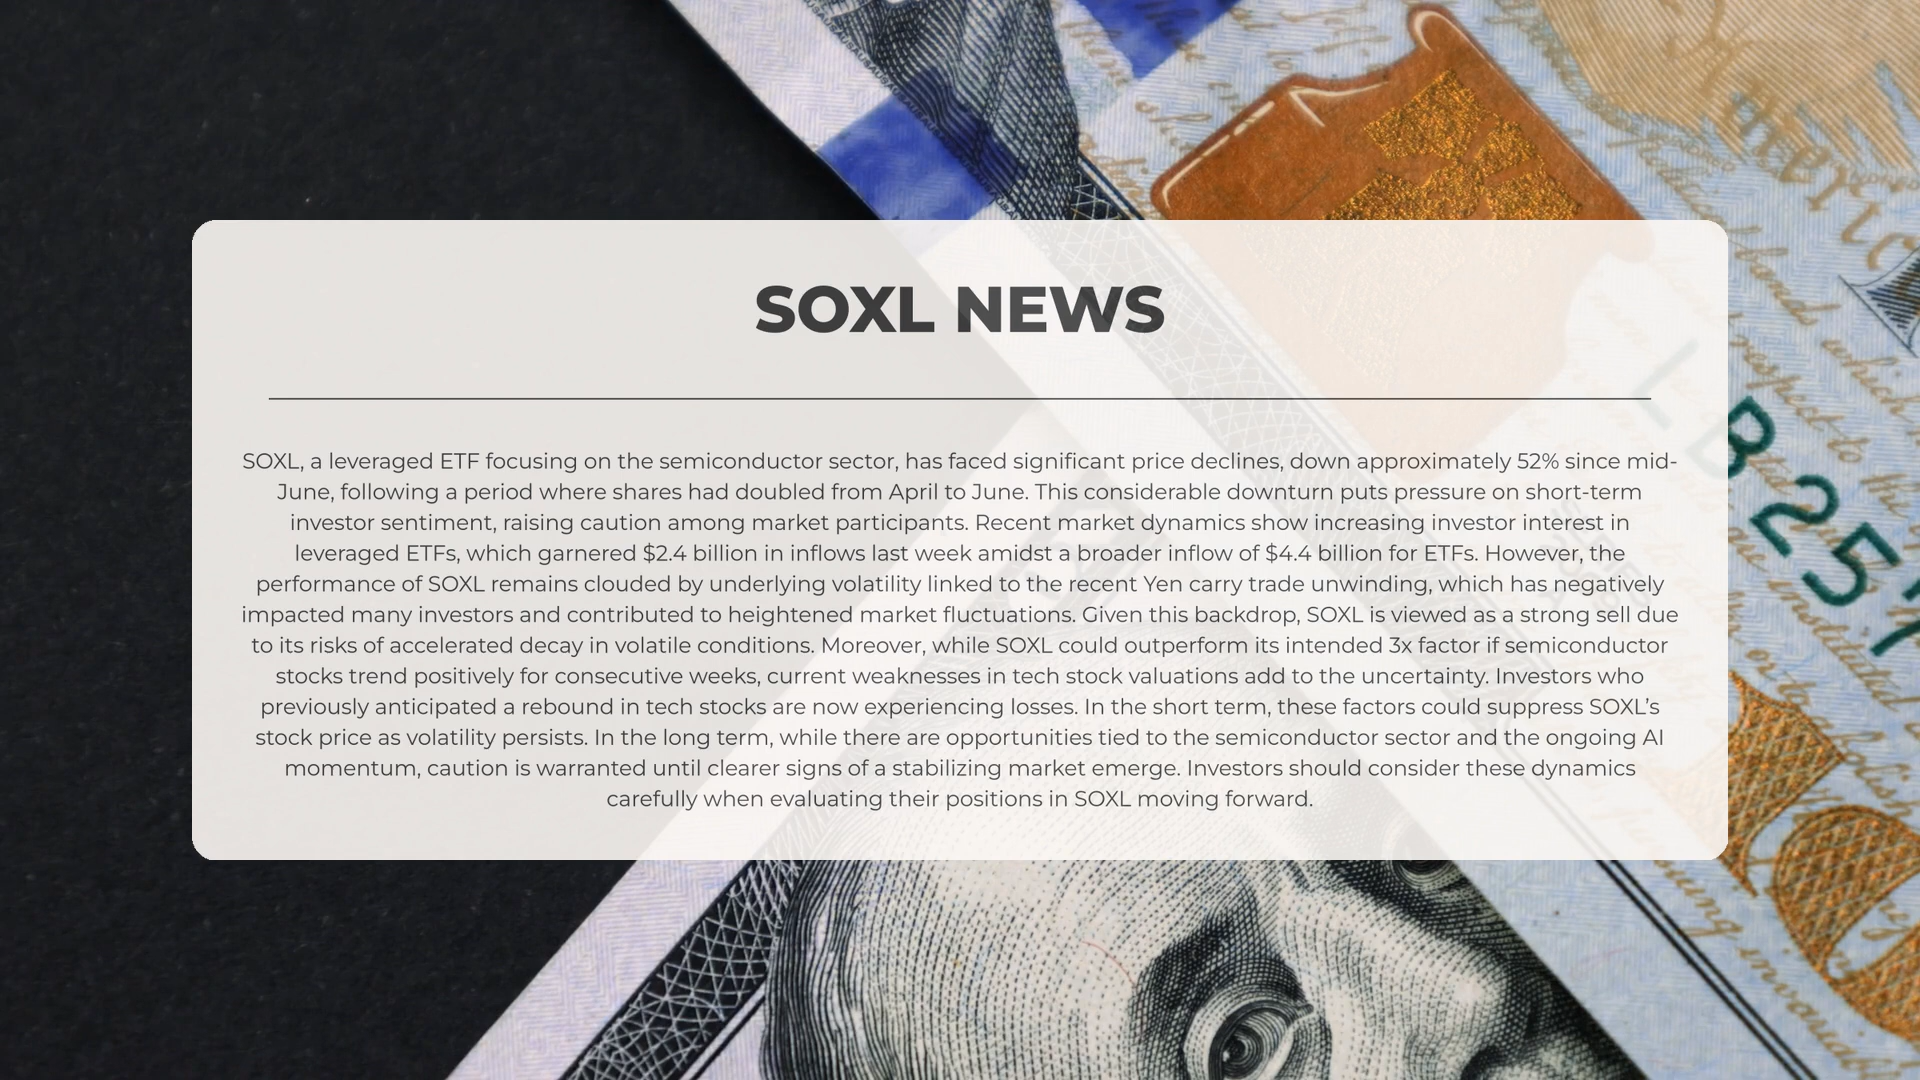 SOXL NEWS
SOXL, a leveraged ETF focusing on the semiconductor sector, has faced significant price declines, down approximately 52% since mid-
June, following a period where shares had doubled from April to June. This considerable downturn puts pressure on short-term
investor sentiment, raising caution among market participants. Recent market dynamics show increasing investor interest in
leveraged ETFs, which garnered $2.4 billion in inflows last week amidst a broader inflow of $4.4 billion for ETFs. However, the
performance of SOXL remains clouded by underlying volatility linked to the recent Yen carry trade unwinding, which has negatively
impacted many investors and contributed to heightened market fluctuations. Given this backdrop, SOXL is viewed as a strong sell due
to its risks of accelerated decay in volatile conditions. Moreover, while SOXL could outperform its intended 3x factor if semiconductor
stocks trend positively for consecutive weeks, current weaknesses in tech stock valuations add to the uncertainty. Investors who
previously anticipated a rebound in tech stocks are now experiencing losses. In the short term, these factors could suppress SOXL’s
stock price as volatility persists. In the long term, while there are opportunities tied to the semiconductor sector and the ongoing AI
momentum, caution is warranted until clearer signs of a stabilizing market emerge. Investors should consider these dynamics
carefully when evaluating their positions in SOXL moving forward.
LB257